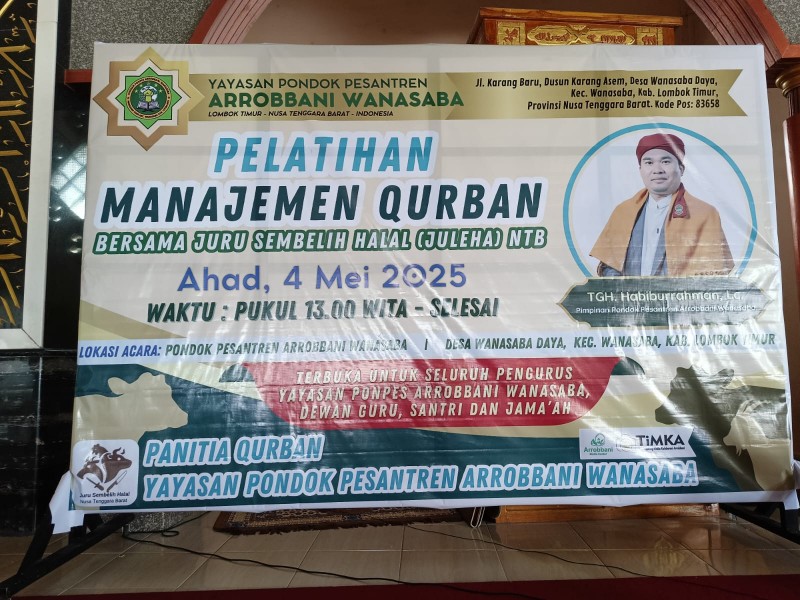 YAYASAN PONDOK PESANTREN
ARROBBANI WANASABA
LOMBOK TIMUR - NUSA TENGGARA BARAT - INDONESIA
Jl. Karang Baru, Dusun Karang Asem, Desa Wanasaba Daya,
Kec. Wanasaba, Kab. Lombok Timur,
Provinsi Nusa Tenggara Barat. Kode Pos: 83658
PELATIHAN
MANAJEMEN QURBAN
BERSAMA JURU SEMBELIH HALAL (JULEHA) NTB
Ahad, 4 Mei 2025
WAKTU : PUKUL 13.00 WITA - SELESAI
TGH. Habiburrahman, Lc.
Pimpinan Pondok Pesantren Arrobbani Wanasaba
LOKASI ACARA: PONDOK PESANTREN ARROBBANI WANASABA | DESA WANASABA DAYA, KEC. WANASABA, KAB. LOMBOK TIMUR
TERBUKA UNTUK SELURUH PENGURUS
YAYASAN PONPES ARROBBANI WANASABA,
DEWAN GURU, SANTRI DAN JAMA'AH
PANITIA QURBAN
YAYASAN PONDOK PESANTREN ARROBBANI WANASABA
Arrobbani
TiMKA
Juru Sembelih Halal
Nusa Tenggara Barat